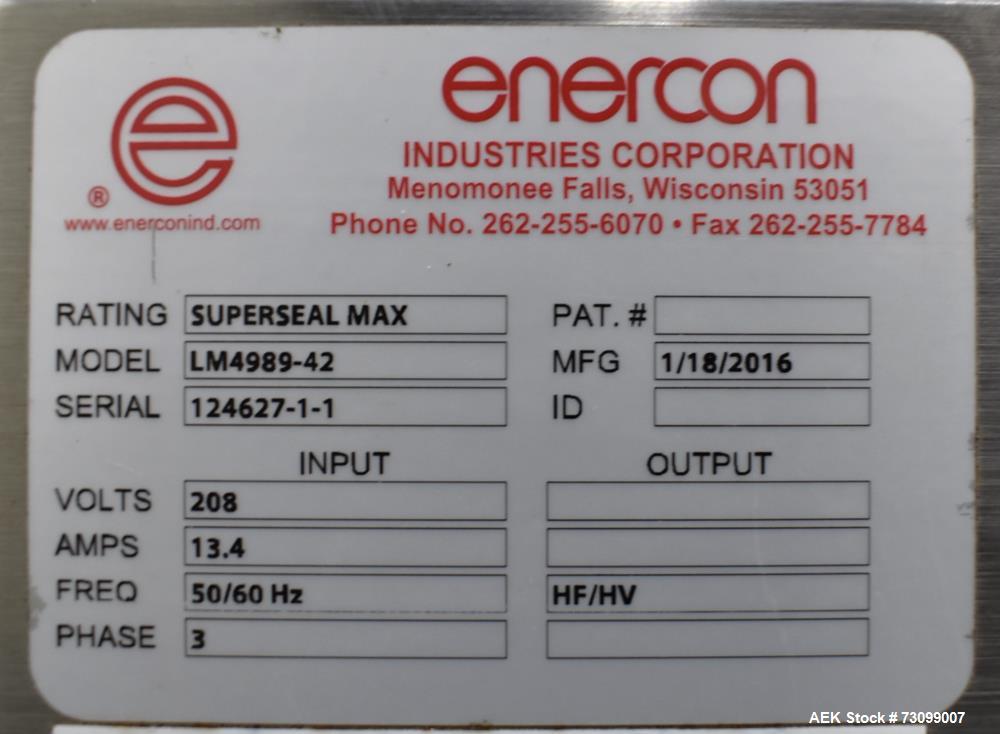 enercon
INDUSTRIES CORPORATION
Menomonee Falls, Wisconsin 53051
Phone No. 262-255-6070 • Fax 262-255-7784
®
www.enerconind.com
RATING SUPERSEAL MAX PAT. #
MODEL LM4989-42 MFG 1/18/2016
SERIAL 124627-1-1 ID
INPUT OUTPUT
VOLTS 208
AMPS 13.4
FREQ 50/60 Hz HF/HV
PHASE 3
AEK Stock # 73099007